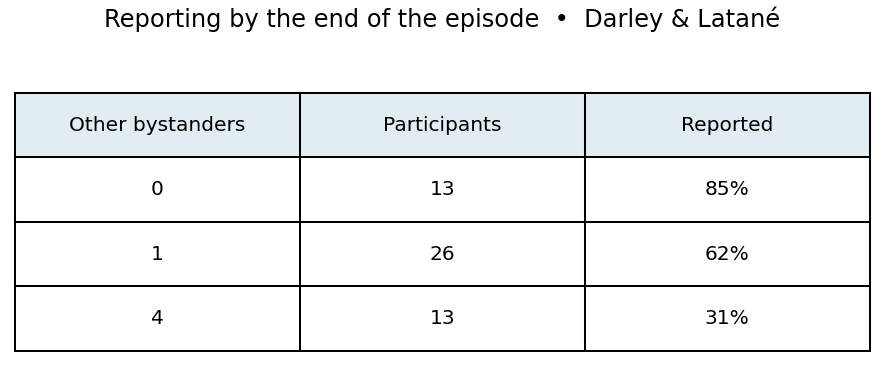 Reporting by the end of the episode • Darley & Latané
Other bystanders Participants Reported
0 13 85%
1 26 62%
4 13 31%